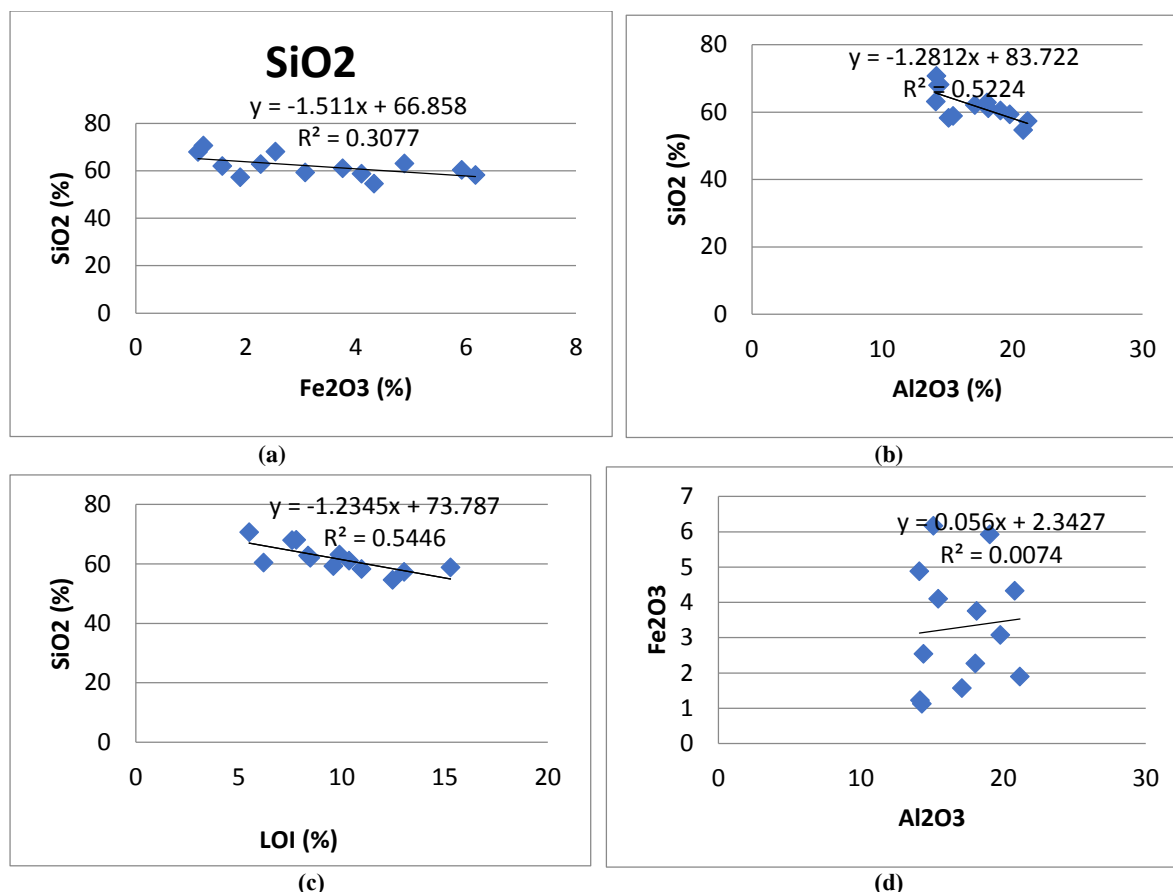 SiO2
y = -1.511x + 66.858
R² = 0.3077
80
60
40
20
0
0 2 4 6 8
SiO2 (%)
Fe2O3 (%)
(a)
y = -1.2812x + 83.722
R² = 0.5224
80
60
40
20
0
0 10 20 30
SiO2 (%)
Al2O3 (%)
(b)
y = -1.2345x + 73.787
R² = 0.5446
80
60
40
20
0
0 5 10 15 20
SiO2 (%)
LOI (%)
(c)
y = 0.056x + 2.3427
R² = 0.0074
7
6
5
4
3
2
1
0
0 10 20 30
Fe2O3
Al2O3
(d)